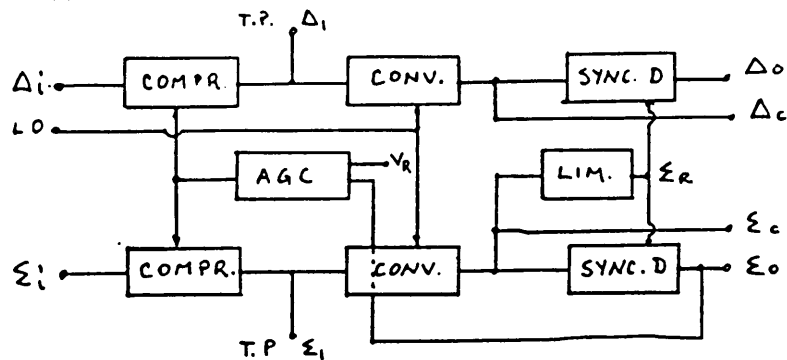 T.P. Δ₁
Δi COMPR. CONV. SYNC. D Δo
Δc
LO
AGC VR LIM. ΣR
Σc
Σi COMPR. CONV. SYNC. D Σo
T.P Σ₁